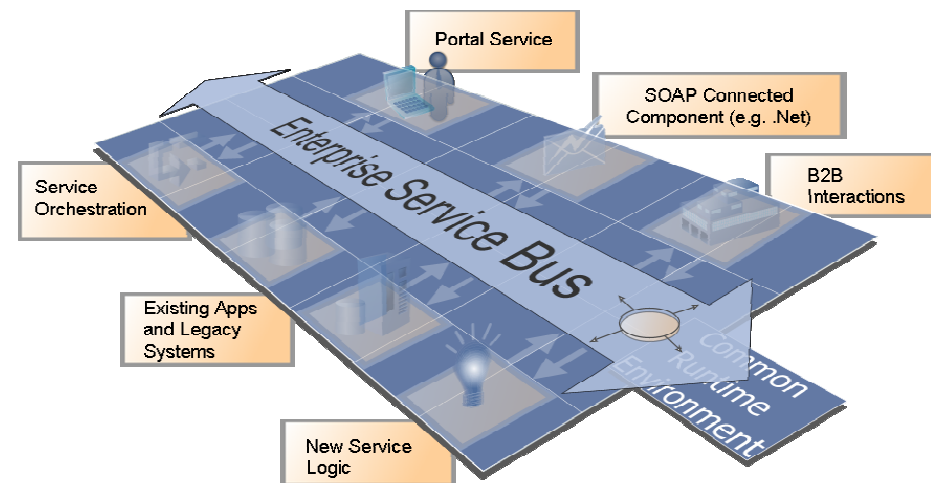 Portal Service
SOAP Connected
Component (e.g. .Net)
B2B
Interactions
Service
Orchestration
Enterprise Service Bus
Existing Apps
and Legacy
Systems
Common
Runtime
Environment
New Service
Logic